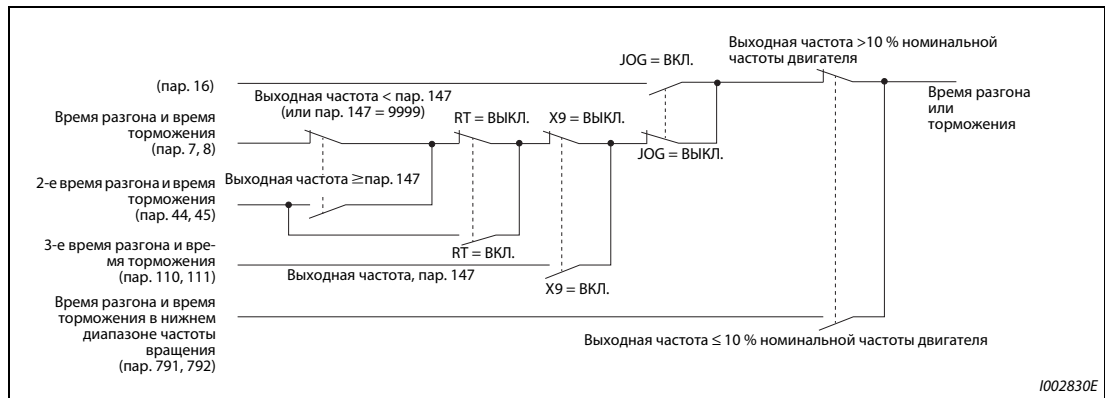 Выходная частота >10 % номинальной
частоты двигателя
JOG = ВКЛ.
(пар. 16)
Выходная частота < пар. 147
(или пар. 147 = 9999)
RT = ВЫКЛ.
X9 = ВЫКЛ.
Время разгона
или
торможения
Время разгона и время
торможения
(пар. 7, 8)
JOG = ВЫКЛ.
2-е время разгона и время
торможения
(пар. 44, 45)
Выходная частота ≥пар. 147
RT = ВКЛ.
3-е время разгона и вре-
мя торможения
(пар. 110, 111)
Выходная частота, пар. 147
X9 = ВКЛ.
Время разгона и время
торможения в нижнем
диапазоне частоты
вращения
(пар. 791, 792)
Выходная частота ≤ 10 % номинальной частоты двигателя
I002830E